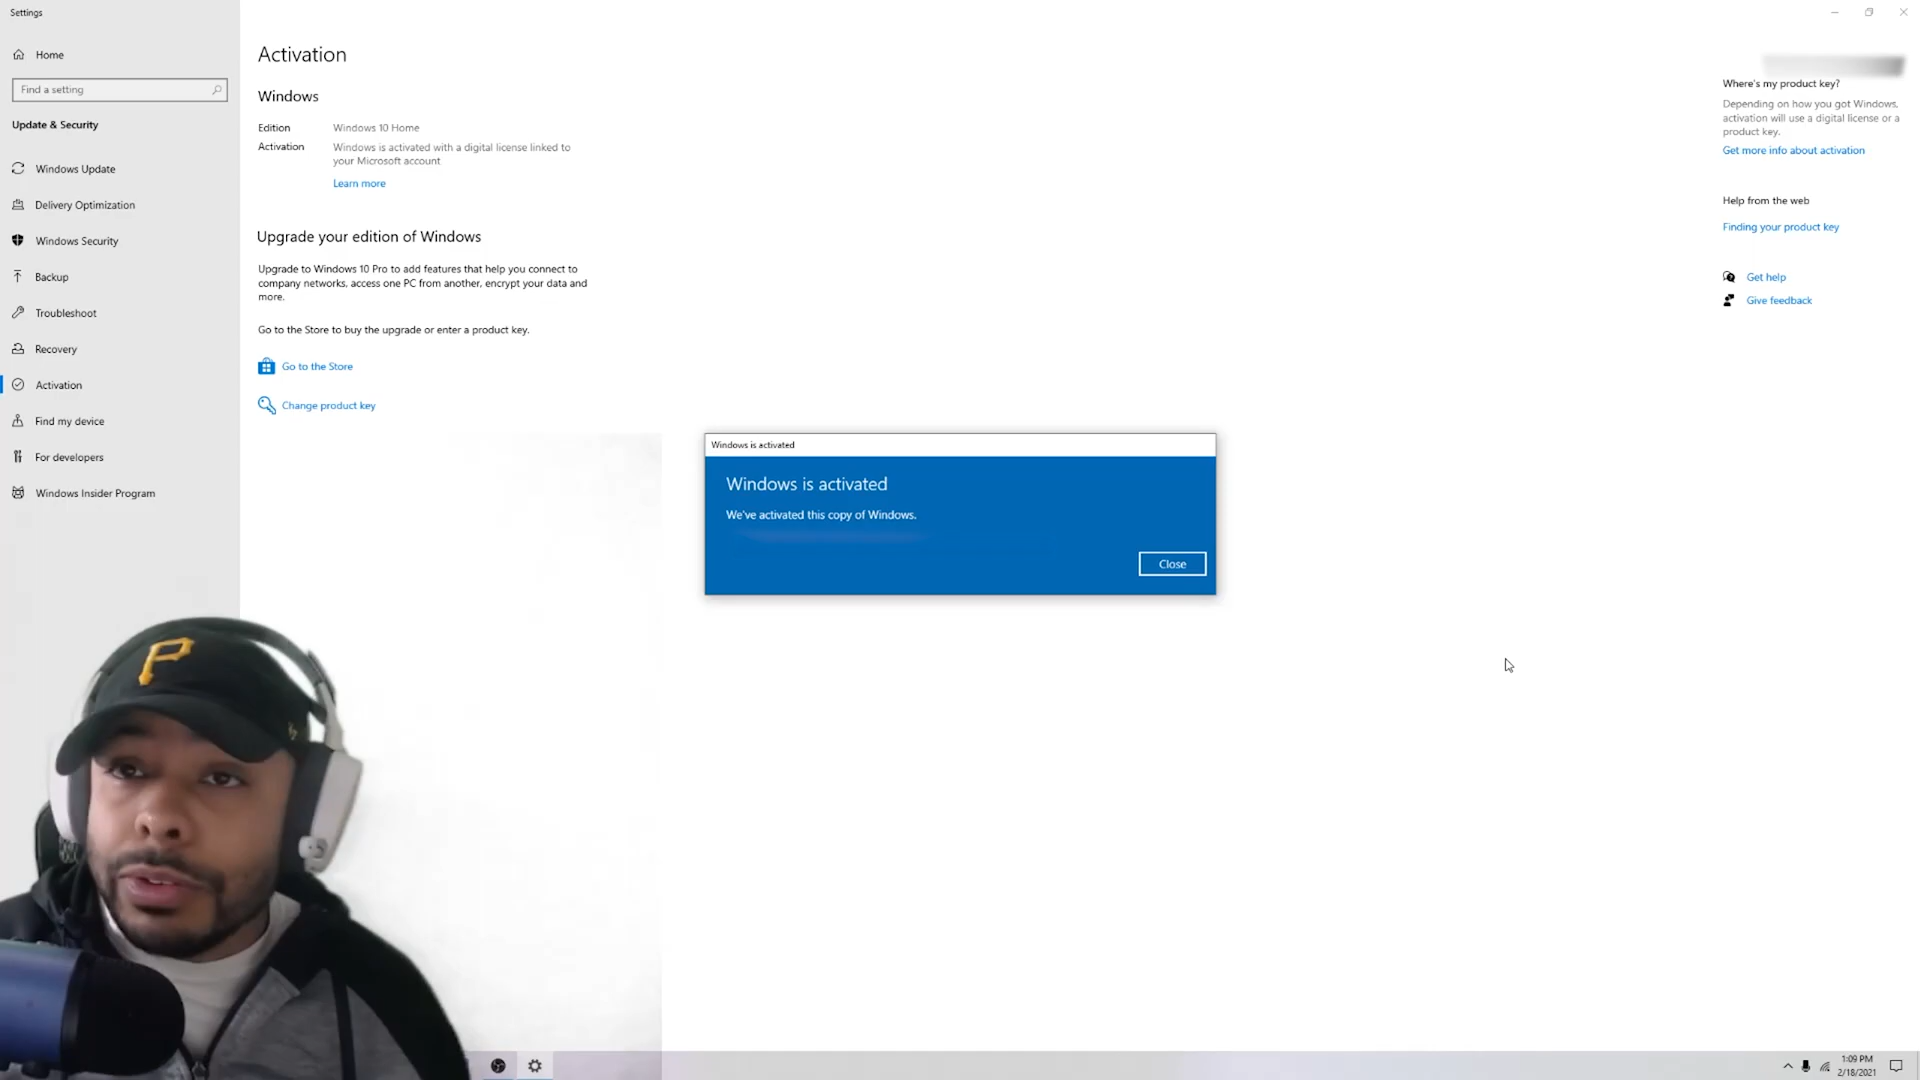 Settings
Home
Find a setting
Update & Security
Windows Update
Delivery Optimization
Windows Security
Backup
Troubleshoot
Recovery
Activation
Find my device
For developers
Windows Insider Program
Activation
Windows
Edition Windows 10 Home
Activation Windows is activated with a digital license linked to
your Microsoft account
Learn more
Upgrade your edition of Windows
Upgrade to Windows 10 Pro to add features that help you connect to
company networks, access one PC from another, encrypt your data and
more.
Go to the Store to buy the upgrade or enter a product key.
Go to the Store
Change product key
Windows is activated
Windows is activated
We've activated this copy of Windows.
Close
Where's my product key?
Depending on how you got Windows,
activation will use a digital license or a
product key.
Get more info about activation
Help from the web
Finding your product key
Get help
Give feedback
P
1:09 PM
2/18/2021